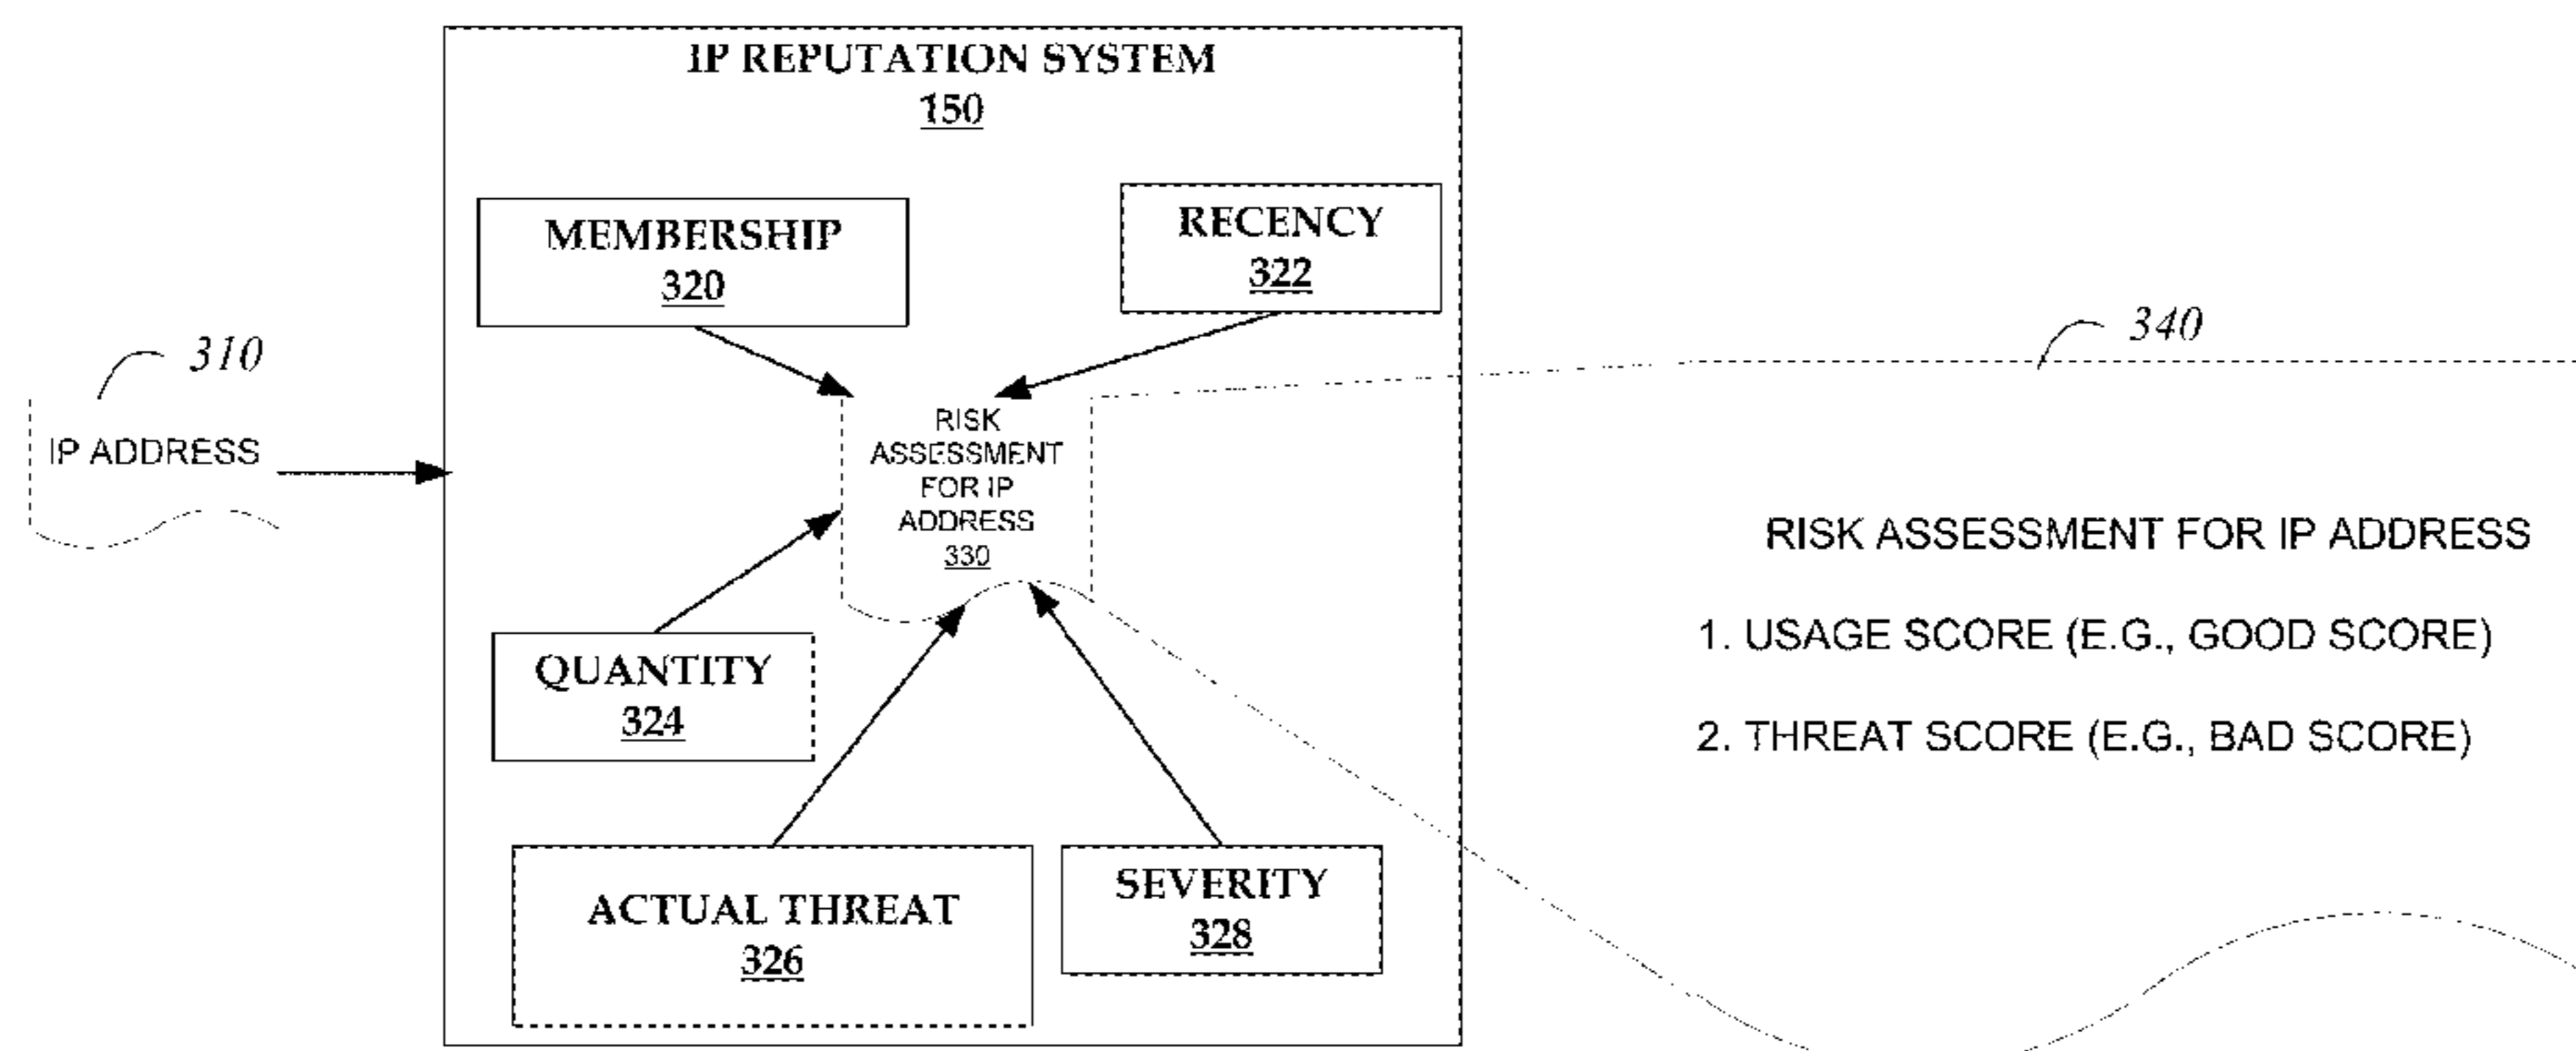 IP REPUTATION SYSTEM
150
MEMBERSHIP
320
RECENCY
322
310
IP ADDRESS
340
RISK
ASSESSMENT
FOR IP
ADDRESS
330
QUANTITY
324
ACTUAL THREAT
326
SEVERITY
328
RISK ASSESSMENT FOR IP ADDRESS
1. USAGE SCORE (E.G., GOOD SCORE)
2. THREAT SCORE (E.G., BAD SCORE)